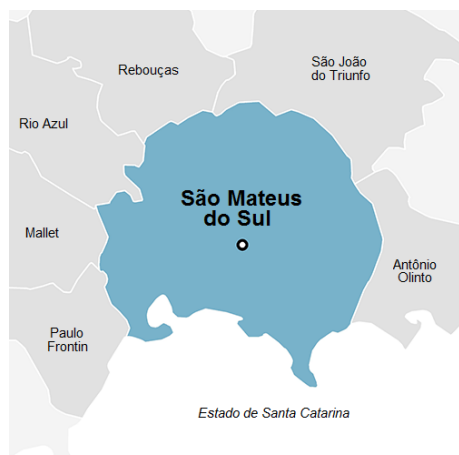 Rebouças
São João
do Triunfo
Rio Azul
São Mateus
do Sul
Mallet
Antônio
Olinto
Paulo
Frontin
Estado de Santa Catarina